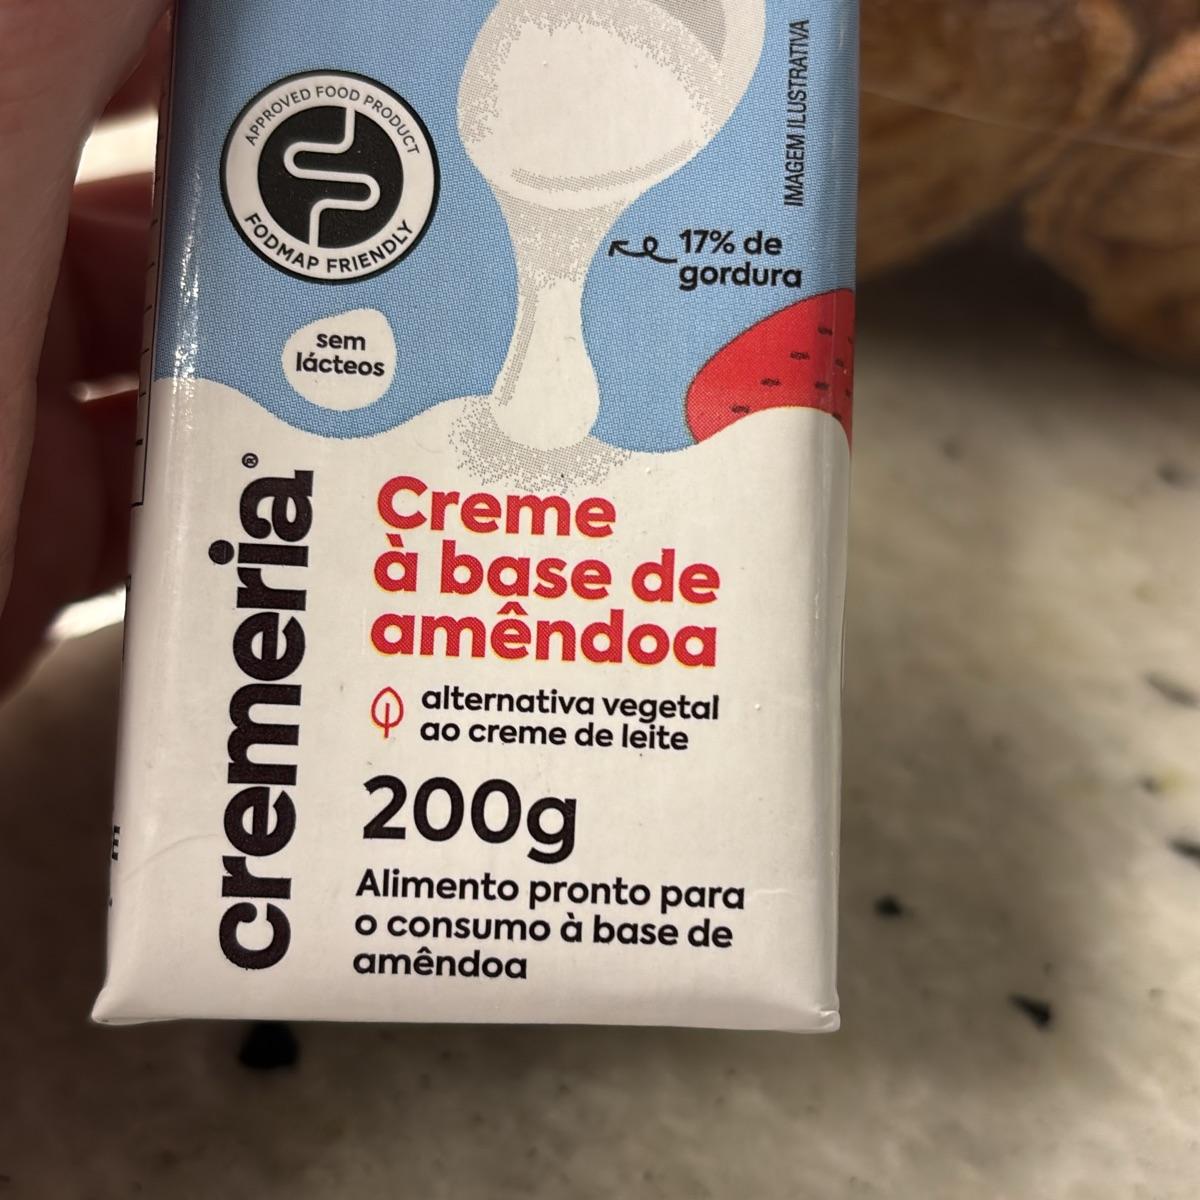 APPROVED FOOD PRODUCT
FODMAP FRIENDLY
IMAGEM ILUSTRATIVA
17% de
gordura
sem
lácteos
cremeria®
Creme
à base de
amêndoa
alternativa vegetal
ao creme de leite
200g
Alimento pronto para
o consumo à base de
amêndoa